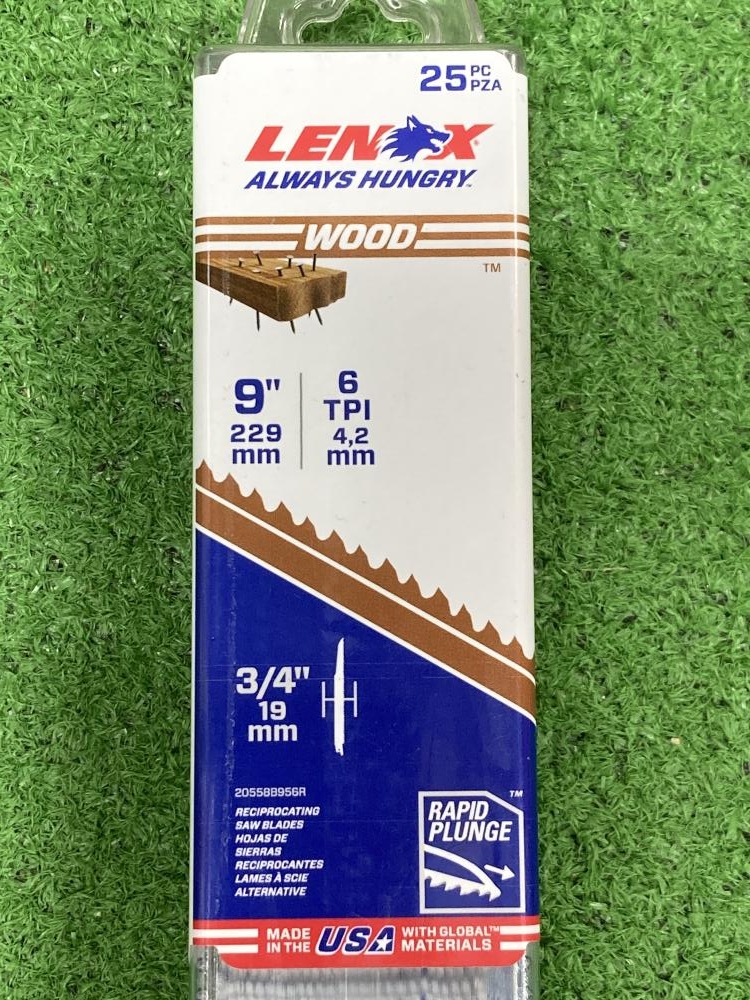 25 PC
PZA
LENOX
ALWAYS HUNGRY™
WOOD
™
9"
229
mm
6
TPI
4,2
mm
3/4"
19
mm
20558B956R
RECIPROCATING
SAW BLADES
HOJAS DE
SIERRAS
RECIPROCANTES
LAMES À SCIE
ALTERNATIVE
™
RAPID
PLUNGE
MADE
IN THE
USA
WITH GLOBAL™
MATERIALS